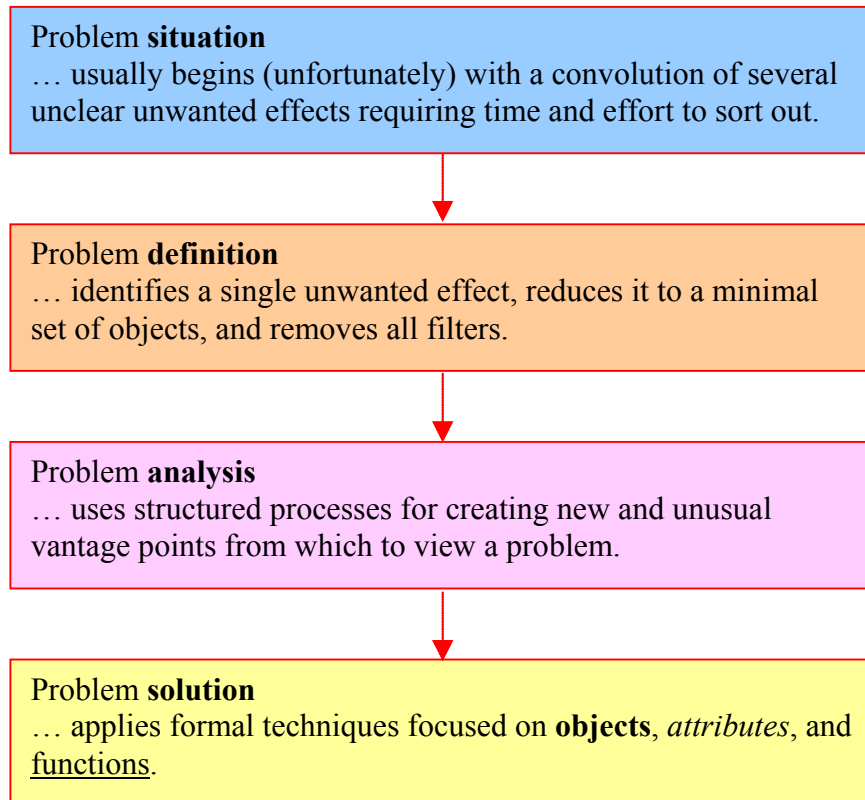 Problem situation
… usually begins (unfortunately) with a convolution of several
unclear unwanted effects requiring time and effort to sort out.
Problem definition
… identifies a single unwanted effect, reduces it to a minimal
set of objects, and removes all filters.
Problem analysis
… uses structured processes for creating new and unusual
vantage points from which to view a problem.
Problem solution
… applies formal techniques focused on objects, attributes, and
functions.